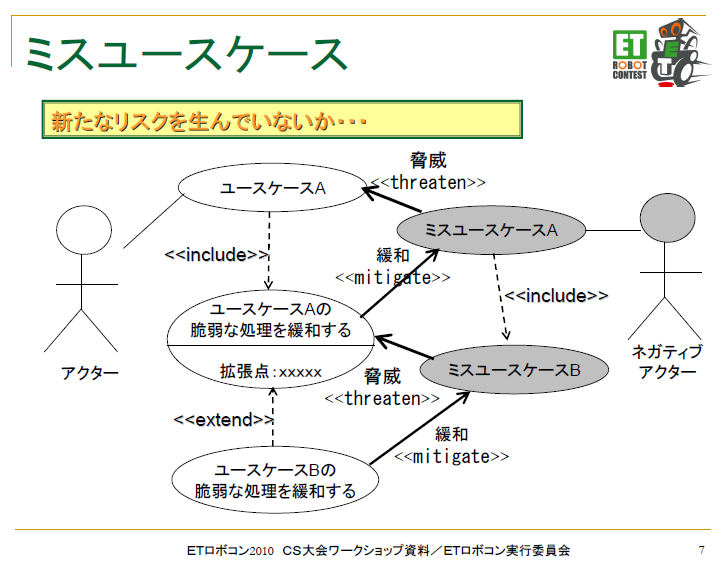 ミスユースケース
ET
ROBOT
CONTEST
ET
新たなリスクを生んでいないか・・・
脅威
<<threaten>>
ユースケースA
ミスユースケースA
<<include>>
緩和
<<mitigate>>
<<include>>
ユースケースAの
脆弱な処理を緩和する
拡張点：xxxxx
アクター
ネガティブ
アクター
ミスユースケースB
脅威
<<threaten>>
<<extend>>
緩和
<<mitigate>>
ユースケースBの
脆弱な処理を緩和する
ETロボコン2010　CS大会ワークショップ資料／ETロボコン実行委員会
7